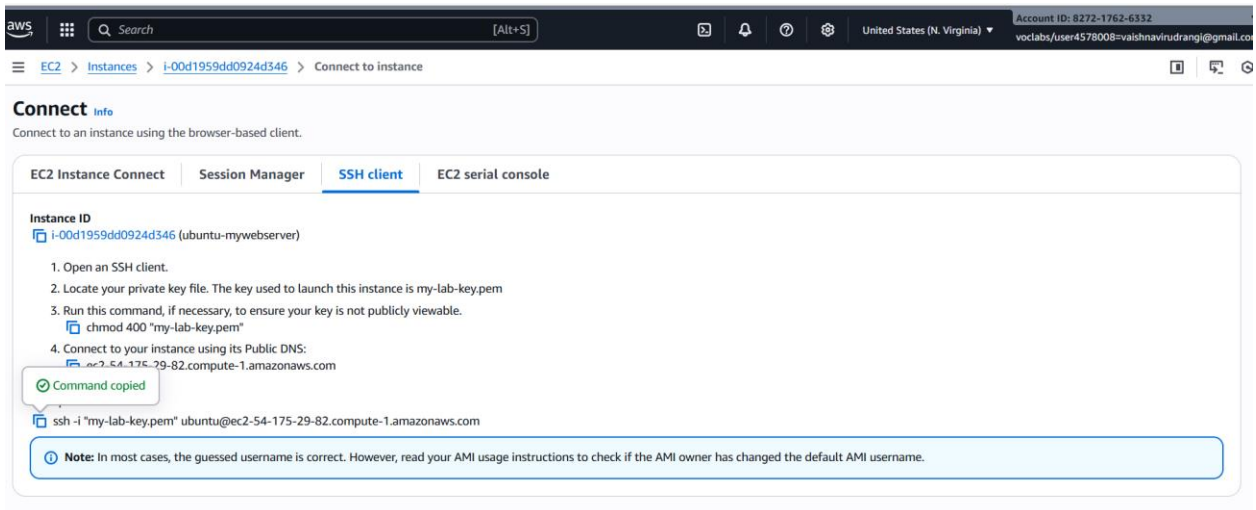 aws Search [Alt+S] United States (N. Virginia) Account ID: 8272-1762-6332
voclabs/user4578008=vaishnavirudrangi@gmail.com
EC2 > Instances > i-00d1959dd0924d346 > Connect to instance
Connect Info
Connect to an instance using the browser-based client.
EC2 Instance Connect Session Manager SSH client EC2 serial console
Instance ID
i-00d1959dd0924d346 (ubuntu-mywebserver)
1. Open an SSH client.
2. Locate your private key file. The key used to launch this instance is my-lab-key.pem
3. Run this command, if necessary, to ensure your key is not publicly viewable.
chmod 400 "my-lab-key.pem"
4. Connect to your instance using its Public DNS:
ec2-54-175-29-82.compute-1.amazonaws.com
Command copied
ssh -i "my-lab-key.pem" ubuntu@ec2-54-175-29-82.compute-1.amazonaws.com
Note: In most cases, the guessed username is correct. However, read your AMI usage instructions to check if the AMI owner has changed the default AMI username.